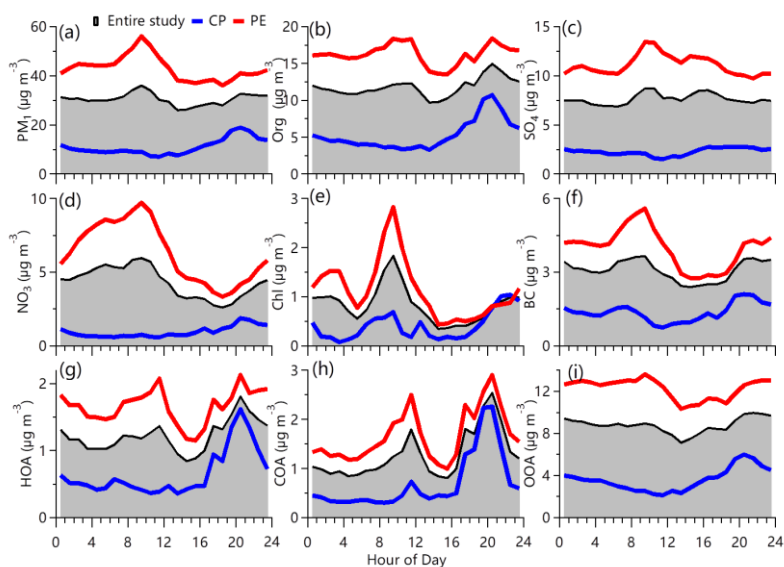 Entire study CP PE
(a) (b) (c)
60 40 20 0
PM₁ (µg m⁻³)
20 15 10 5 0
Org (µg m⁻³)
15 10 5 0
SO₄ (µg m⁻³)
(d) (e) (f)
10 5 0
NO₃ (µg m⁻³)
3 2 1 0
Chl (µg m⁻³)
6 3 0
BC (µg m⁻³)
(g) (h) (i)
2 1 0
HOA (µg m⁻³)
3 2 1 0
COA (µg m⁻³)
12 9 6 3 0
OOA (µg m⁻³)
0 4 8 12 16 20 24 0 4 8 12 16 20 24 0 4 8 12 16 20 24
Hour of Day